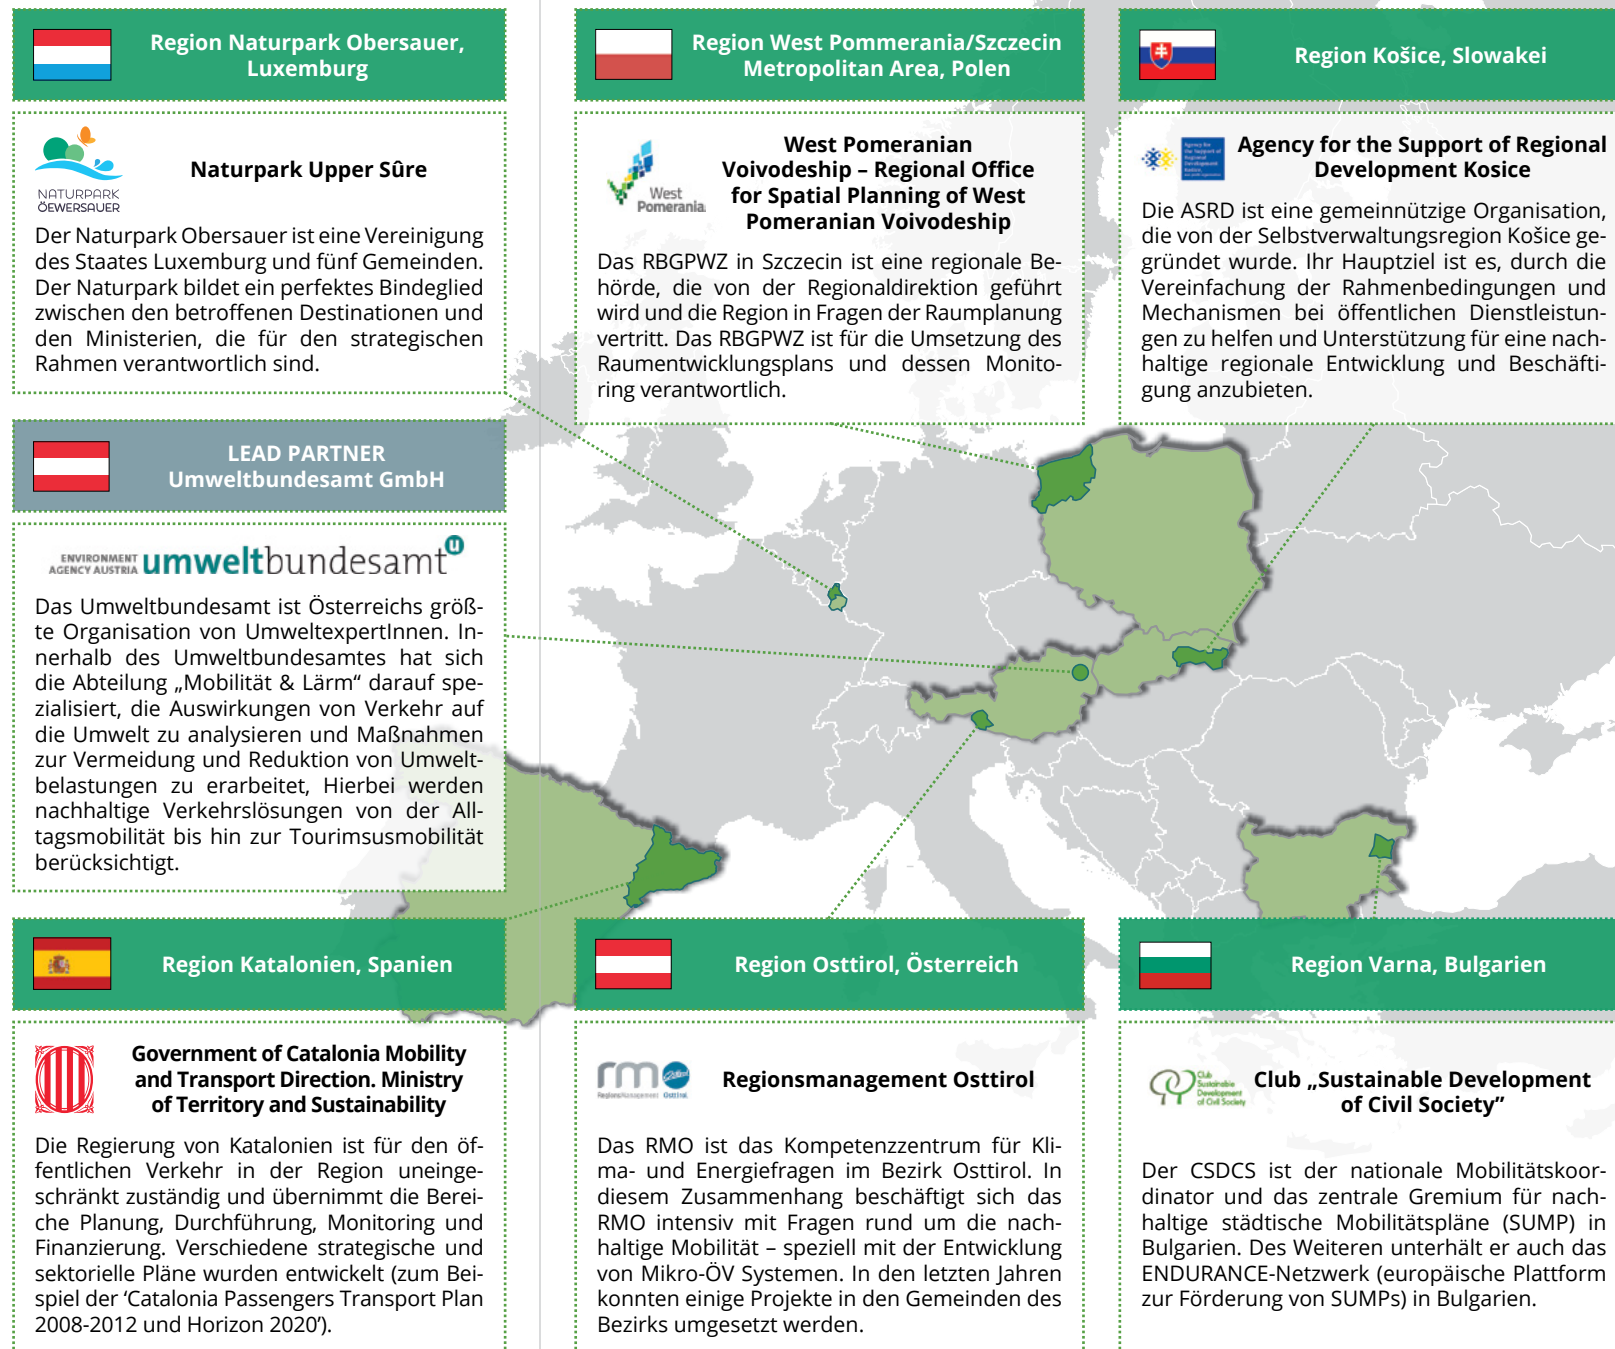 Region Naturpark Obersauer,
Luxemburg
NATURPARK
ÖEWERSAUER
Naturpark Upper Sûre
Der Naturpark Obersauer ist eine Vereinigung
des Staates Luxemburg und fünf Gemeinden.
Der Naturpark bildet ein perfektes Bindeglied
zwischen den betroffenen Destinationen und
den Ministerien, die für den strategischen
Rahmen verantwortlich sind.
LEAD PARTNER
Umweltbundesamt GmbH
ENVIRONMENT
AGENCY AUSTRIA umweltbundesamt u
Das Umweltbundesamt ist Österreichs größ-
te Organisation von UmweltexpertInnen. In-
nerhalb des Umweltbundesamtes hat sich
die Abteilung „Mobilität & Lärm“ darauf spe-
zialisiert, die Auswirkungen von Verkehr auf
die Umwelt zu analysieren und Maßnahmen
zur Vermeidung und Reduktion von Umwelt-
belastungen zu erarbeitet, Hierbei werden
nachhaltige Verkehrslösungen von der All-
tagsmobilität bis hin zur Tourimsusmobilität
berücksichtigt.
Region Katalonien, Spanien
Government of Catalonia Mobility
and Transport Direction. Ministry
of Territory and Sustainability
Die Regierung von Katalonien ist für den öf-
fentlichen Verkehr in der Region uneinge-
schränkt zuständig und übernimmt die Berei-
che Planung, Durchführung, Monitoring und
Finanzierung. Verschiedene strategische und
sektorielle Pläne wurden entwickelt (zum Bei-
spiel der ‘Catalonia Passengers Transport Plan
2008-2012 und Horizon 2020’).
Region West Pommerania/Szczecin
Metropolitan Area, Polen
West
Pomerania
West Pomeranian
Voivodeship – Regional Office
for Spatial Planning of West
Pomeranian Voivodeship
Das RBGPWZ in Szczecin ist eine regionale Be-
hörde, die von der Regionaldirektion geführt
wird und die Region in Fragen der Raumplanung
vertritt. Das RBGPWZ ist für die Umsetzung des
Raumentwicklungsplans und dessen Monito-
ring verantwortlich.
Region Osttirol, Österreich
rmo
RegionsManagement Osttirol
Regionsmanagement Osttirol
Das RMO ist das Kompetenzzentrum für Kli-
ma- und Energiefragen im Bezirk Osttirol. In
diesem Zusammenhang beschäftigt sich das
RMO intensiv mit Fragen rund um die nach-
haltige Mobilität – speziell mit der Entwicklung
von Mikro-ÖV Systemen. In den letzten Jahren
konnten einige Projekte in den Gemeinden des
Bezirks umgesetzt werden.
Region Košice, Slowakei
Agency for
the Support of
Regional
Development
Kosice,
Agency for the Support of Regional
Development Kosice
Die ASRD ist eine gemeinnützige Organisation,
die von der Selbstverwaltungsregion Košice ge-
gründet wurde. Ihr Hauptziel ist es, durch die
Vereinfachung der Rahmenbedingungen und
Mechanismen bei öffentlichen Dienstleistun-
gen zu helfen und Unterstützung für eine nach-
haltige regionale Entwicklung und Beschäfti-
gung anzubieten.
Region Varna, Bulgarien
Club
Sustainable
Development
of Civil Society
Club „Sustainable Development
of Civil Society”
Der CSDCS ist der nationale Mobilitätskoor-
dinator und das zentrale Gremium für nach-
haltige städtische Mobilitätspläne (SUMP) in
Bulgarien. Des Weiteren unterhält er auch das
ENDURANCE-Netzwerk (europäische Plattform
zur Förderung von SUMPs) in Bulgarien.